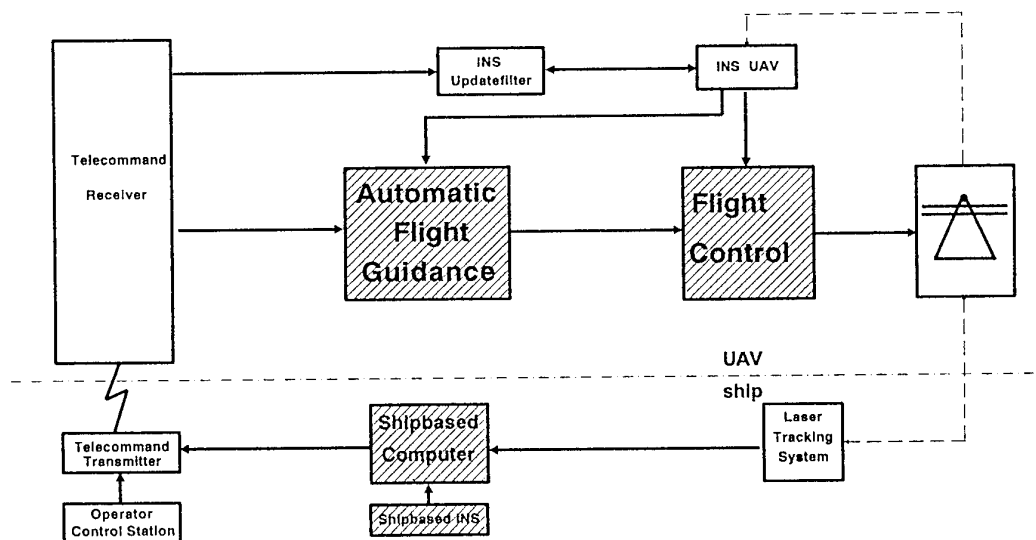 INS
Updatefilter
INS UAV
Telecommand
Receiver
Automatic
Flight
Guidance
Flight
Control
UAV
ship
Telecommand
Transmitter
Operator
Control Station
Shipbased
Computer
Shipbased INS
Laser
Tracking
System